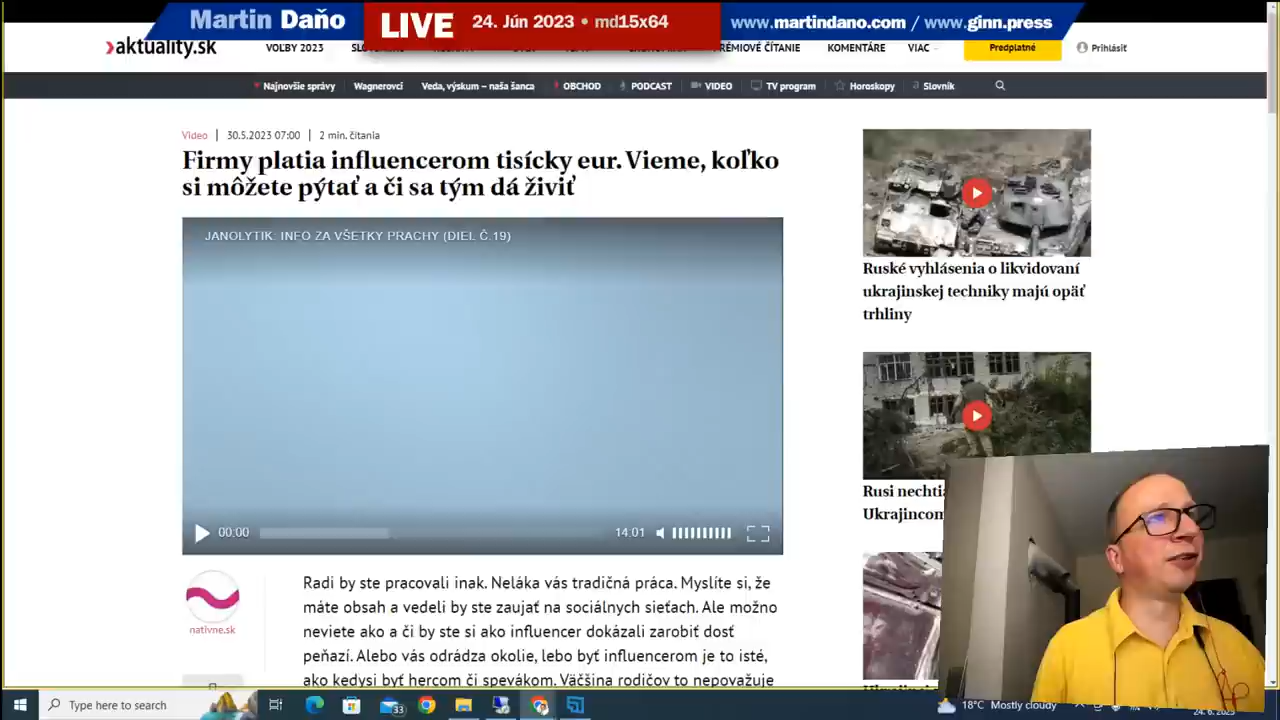 Martin Daňo
LIVE
24. Jún 2023 • md15x64
www.martindano.com / www.ginn.press
aktuality.sk
VOĽBY 2023
KOMENTÁRE
VIAC
Predplatné
Prihlásiť
Najnovšie správy
Wagnerovci
Veda, výskum – naša šanca
OBCHOD
PODCAST
VIDEO
TV program
Horoskopy
Slovník
Video | 30.5.2023 07:00 | 2 min. čítania
Firmy platia influencerom tisícky eur. Vieme, koľko
si môžete pýtať a či sa tým dá živiť
JANOLYTIK: INFO ZA VŠETKY PRACHY (DIEL Č.19)
00:00
14:01
nativne.sk
Radi by ste pracovali inak. Neláka vás tradičná práca. Myslíte si, že
máte obsah a vedeli by ste zaujať na sociálnych sieťach. Ale možno
neviete ako a či by ste si ako influencer dokázali zarobiť dosť
peňazí. Alebo vás odrádza okolie, lebo byť influencerom je to isté,
ako kedysi byť hercom či spevákom. Väčšina rodičov to nepovažuje
Ruské vyhlásenia o likvidovaní
ukrajinskej techniky majú opäť
trhliny
Rusi
Type here to search
33
18°C Mostly cloudy